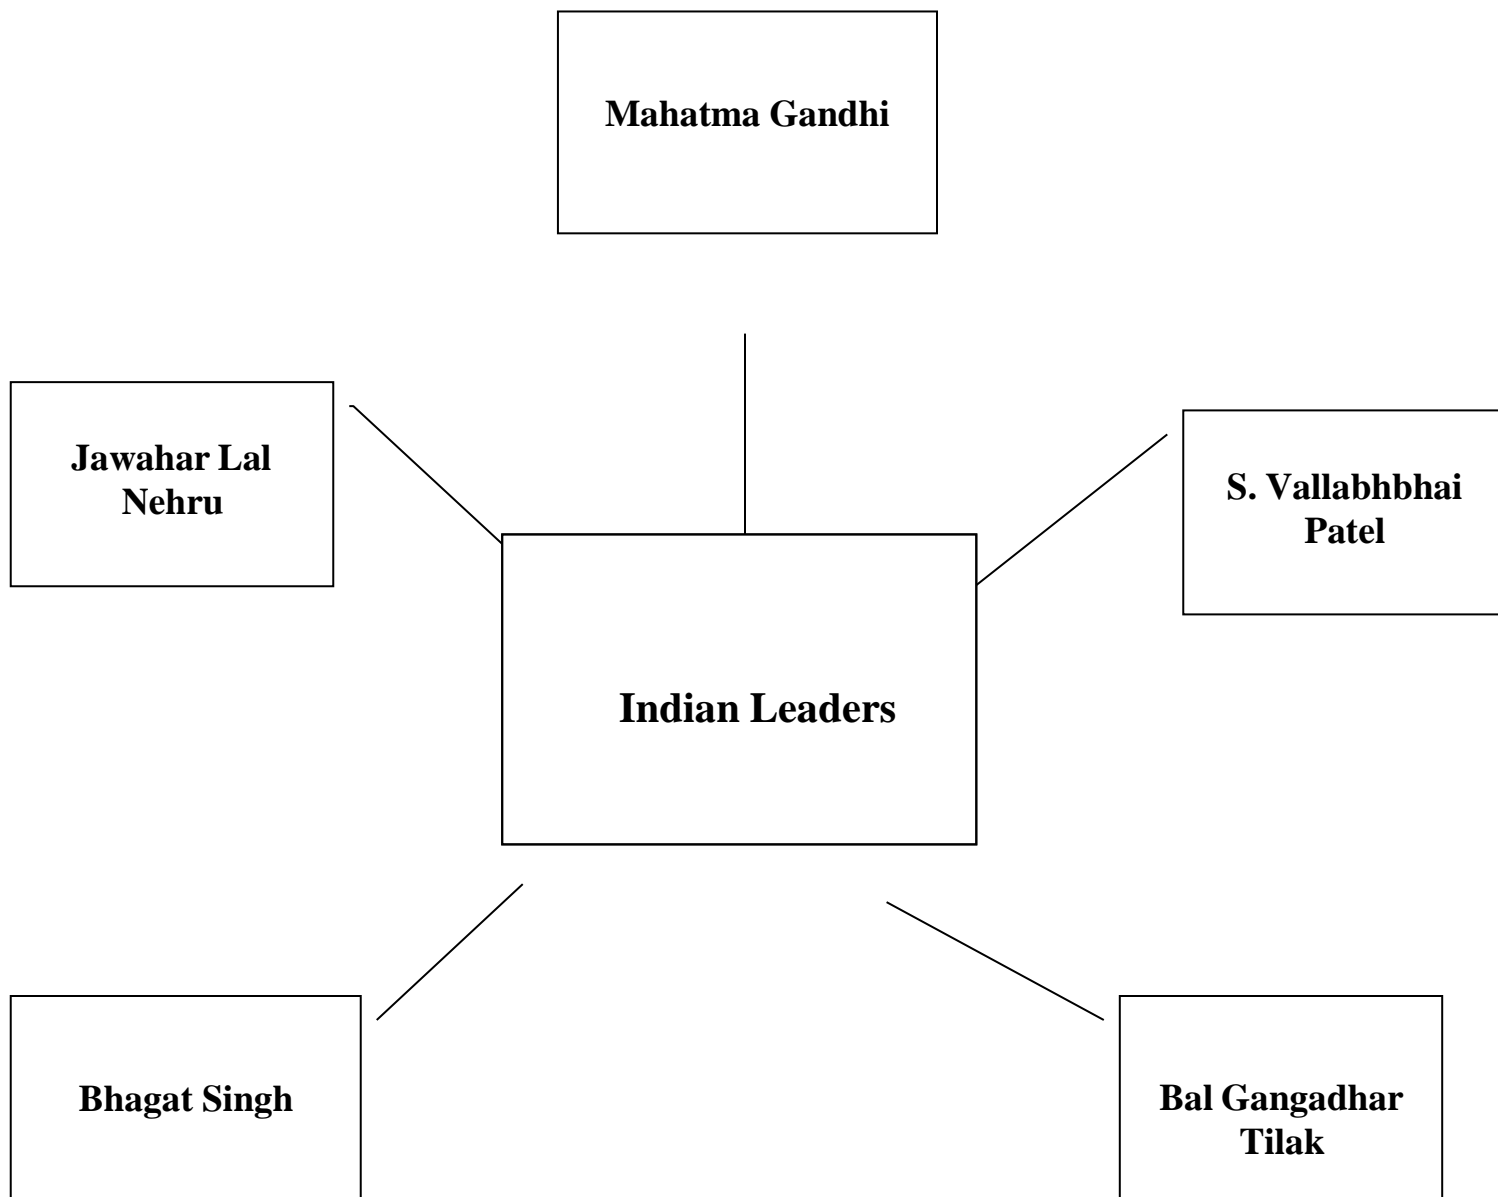 Mahatma Gandhi
Jawahar Lal
Nehru
S. Vallabhbhai
Patel
Indian Leaders
Bhagat Singh
Bal Gangadhar
Tilak